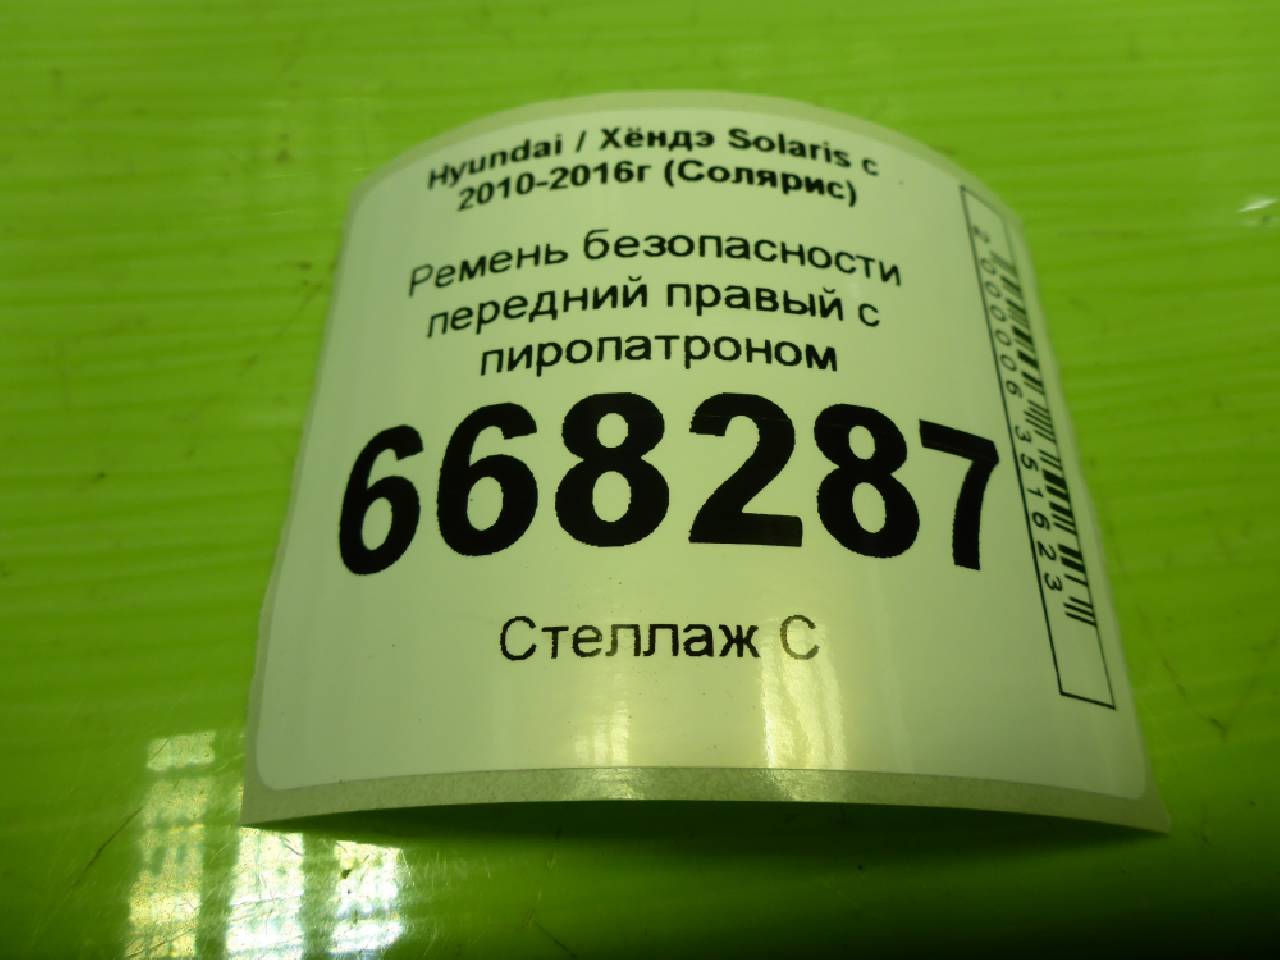 Hyundai / Хёндэ Solaris с
2010-2016г (Солярис)
Ремень безопасности
передний правый с
пиропатроном
668287
Стеллаж С
2000006351623